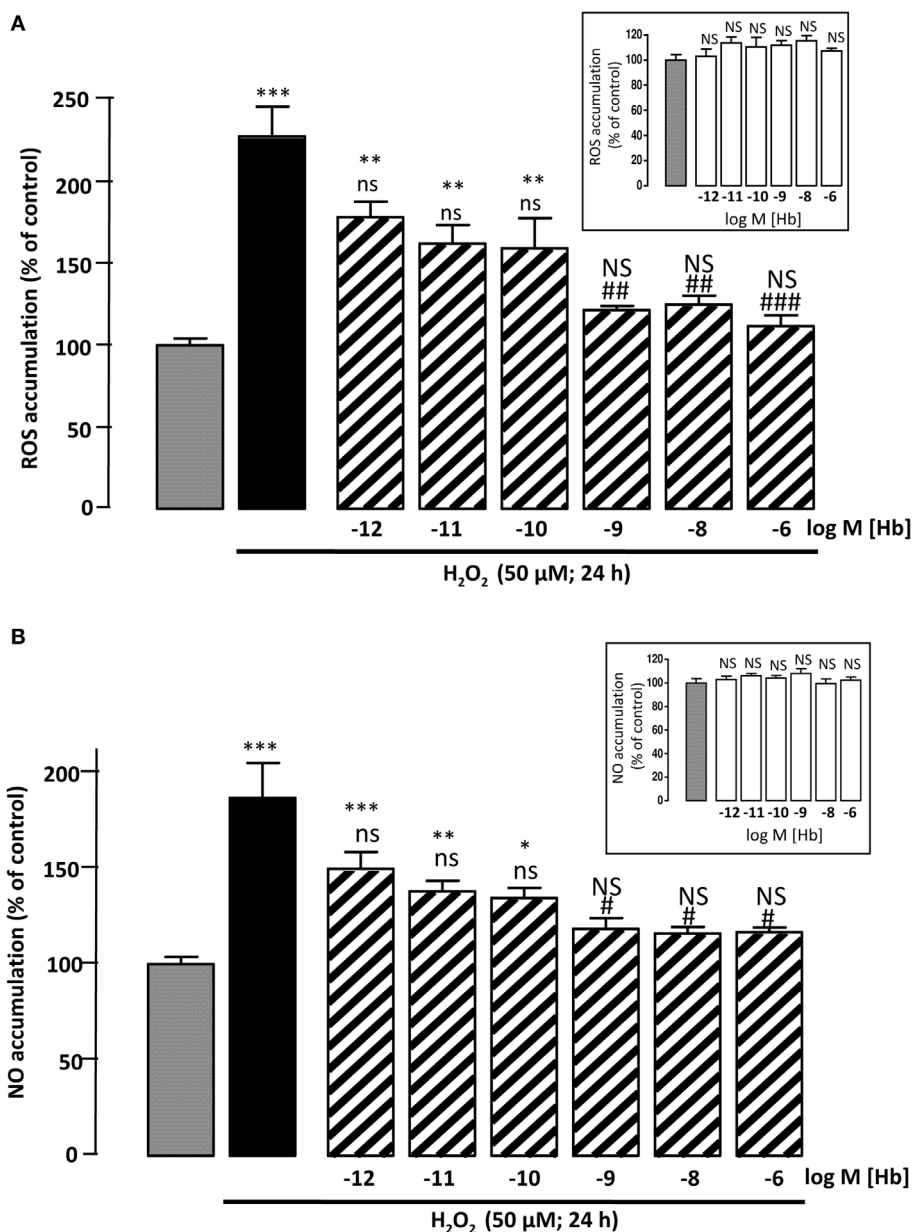 A
ROS accumulation (% of control)
250
200
150
100
50
0
***
**
ns
**
ns
**
ns
NS
##
NS
##
NS
###
-12 -11 -10 -9 -8 -6 log M [Hb]
H₂O₂ (50 µM; 24 h)
ROS accumulation
(% of control)
120
100
80
60
40
20
0
NS NS NS NS NS NS
-12 -11 -10 -9 -8 -6
log M [Hb]
B
NO accumulation (% of control)
200
150
100
50
0
***
***
ns
**
ns
*
ns
NS
#
NS
#
NS
#
-12 -11 -10 -9 -8 -6 log M [Hb]
H₂O₂ (50 µM; 24 h)
NO accumulation
(% of control)
120
100
80
60
40
20
0
NS NS NS NS NS NS
-12 -11 -10 -9 -8 -6
log M [Hb]